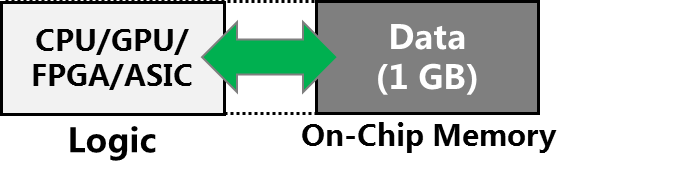 CPU/GPU/
FPGA/ASIC
Data
(1 GB)
Logic
On-Chip Memory